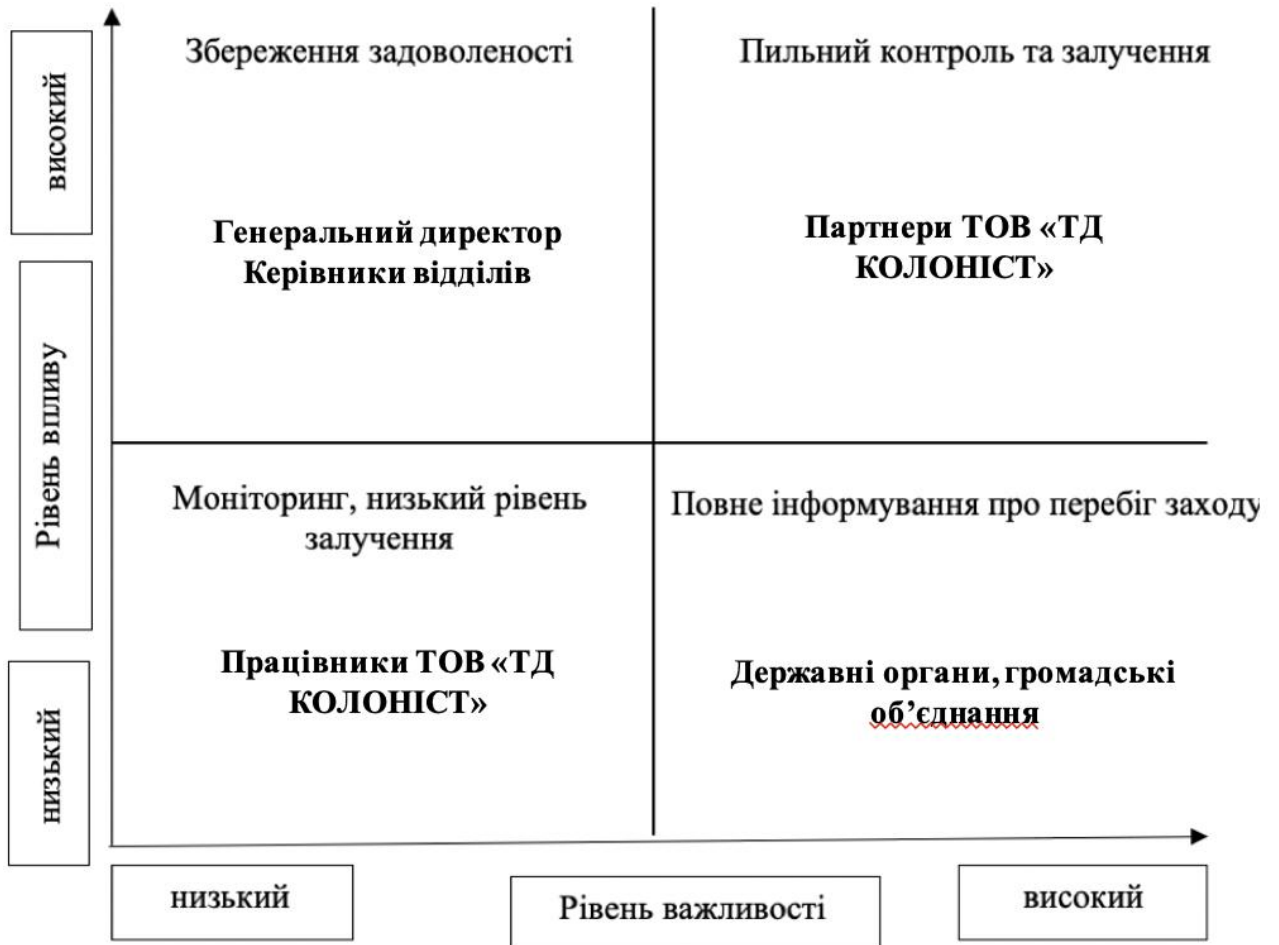 високий
Збереження задоволеності
Генеральний директор
Керівники відділів
Пильний контроль та залучення
Партнери ТОВ «ТД
КОЛОНІСТ»
Рівень впливу
Моніторинг, низький рівень
залучення
Працівники ТОВ «ТД
КОЛОНІСТ»
Повне інформування про перебіг заходу
Державні органи, громадські
об’єднання
низький
низький
Рівень важливості
високий